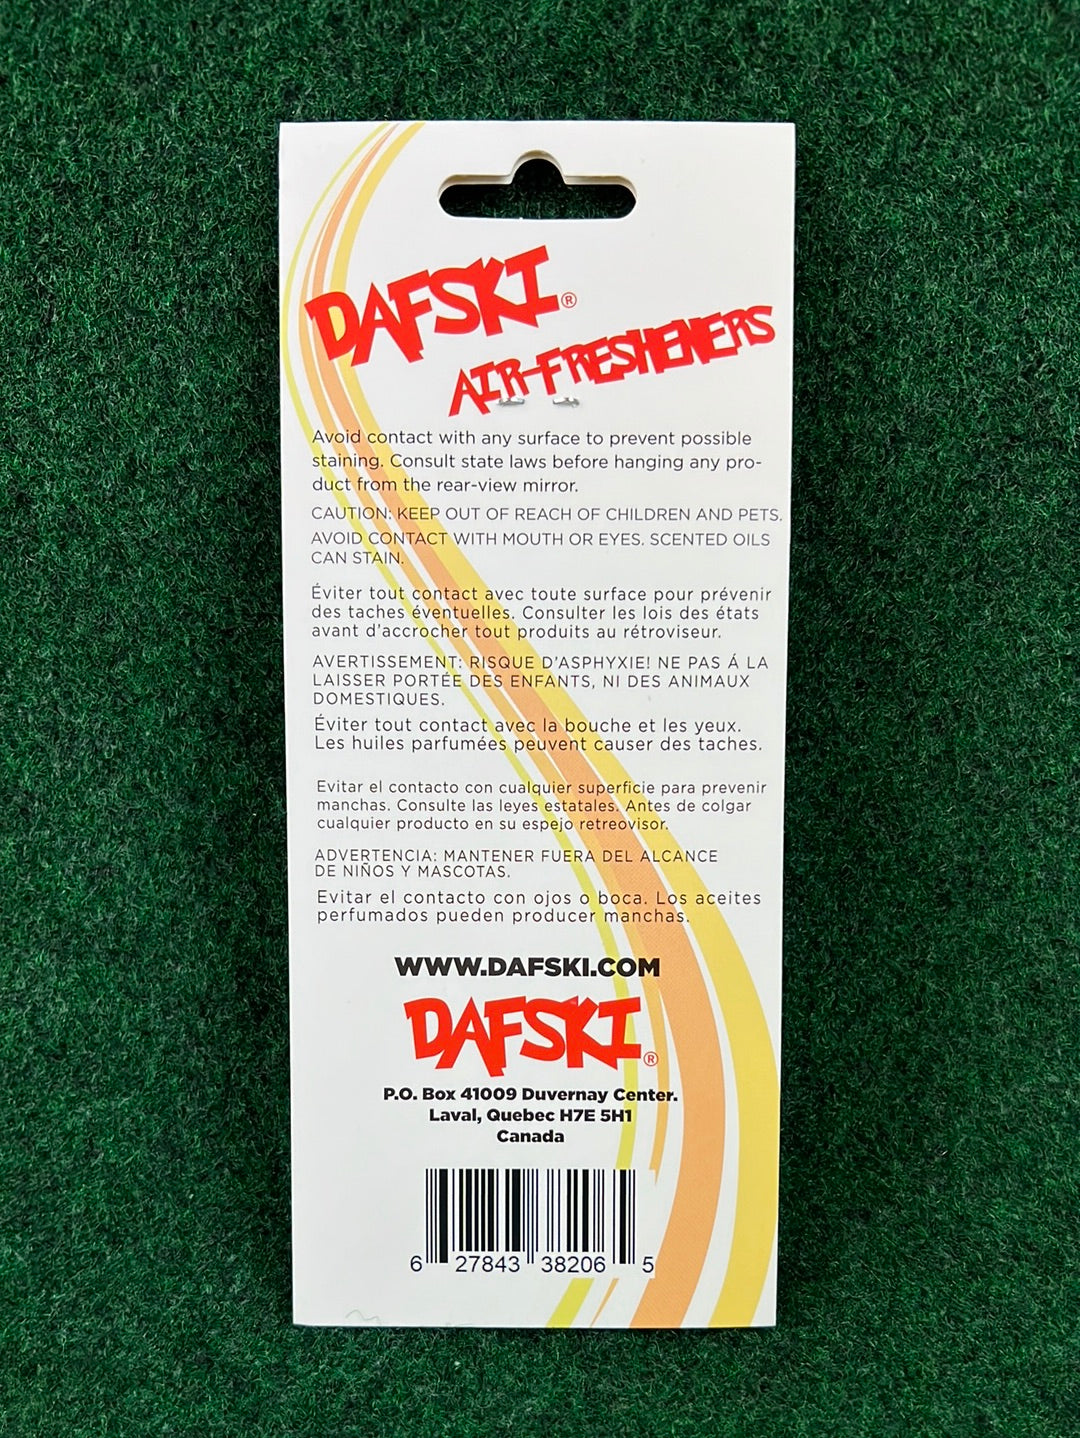 DAFSKI®
AIR-FRESHENERS
Avoid contact with any surface to prevent possible
staining. Consult state laws before hanging any pro-
duct from the rear-view mirror.
CAUTION: KEEP OUT OF REACH OF CHILDREN AND PETS.
AVOID CONTACT WITH MOUTH OR EYES. SCENTED OILS
CAN STAIN.
Éviter tout contact avec toute surface pour prévenir
des taches éventuelles. Consulter les lois des états
avant d'accrocher tout produits au rétroviseur.
AVERTISSEMENT: RISQUE D'ASPHYXIE! NE PAS Á LA
LAISSER PORTÉE DES ENFANTS, NI DES ANIMAUX
DOMESTIQUES.
Éviter tout contact avec la bouche et les yeux.
Les huiles parfumées peuvent causer des taches.
Evitar el contacto con cualquier superficie para prevenir
manchas. Consulte las leyes estatales. Antes de colgar
cualquier producto en su espejo retreovisor.
ADVERTENCIA: MANTENER FUERA DEL ALCANCE
DE NIÑOS Y MASCOTAS.
Evitar el contacto con ojos o boca. Los aceites
perfumados pueden producer manchas.
WWW.DAFSKI.COM
DAFSKI®
P.O. Box 41009 Duvernay Center.
Laval, Quebec H7E 5H1
Canada
6 27843 38206 5